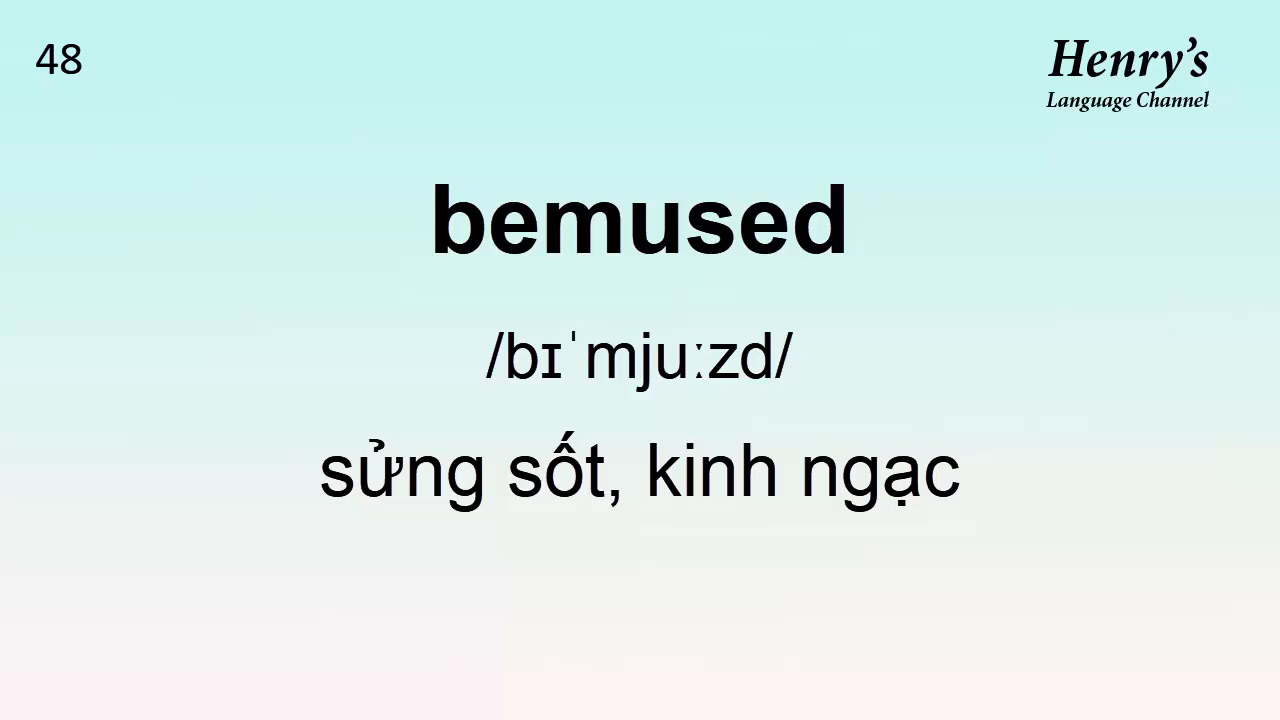 48
Henry's
Language Channel
bemused
/bɪˈmjuːzd/
sửng sốt, kinh ngạc